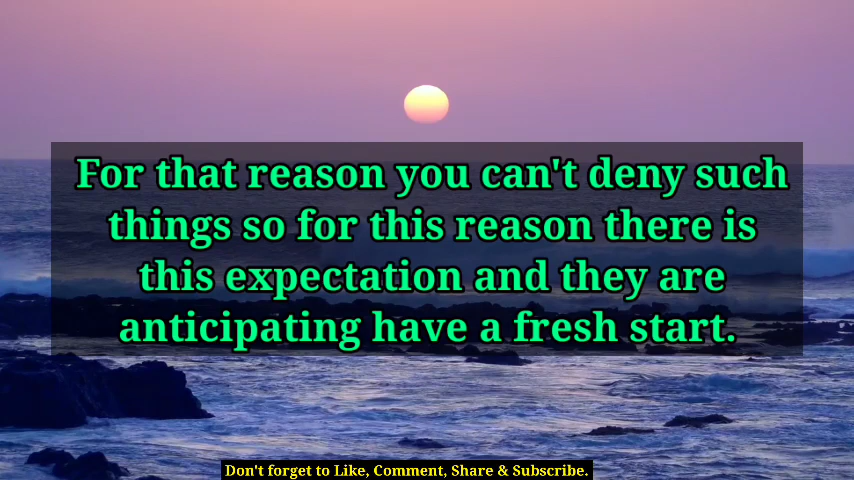 For that reason you can't deny such
things so for this reason there is
this expectation and they are
anticipating have a fresh start.
Don't forget to Like, Comment, Share & Subscribe.